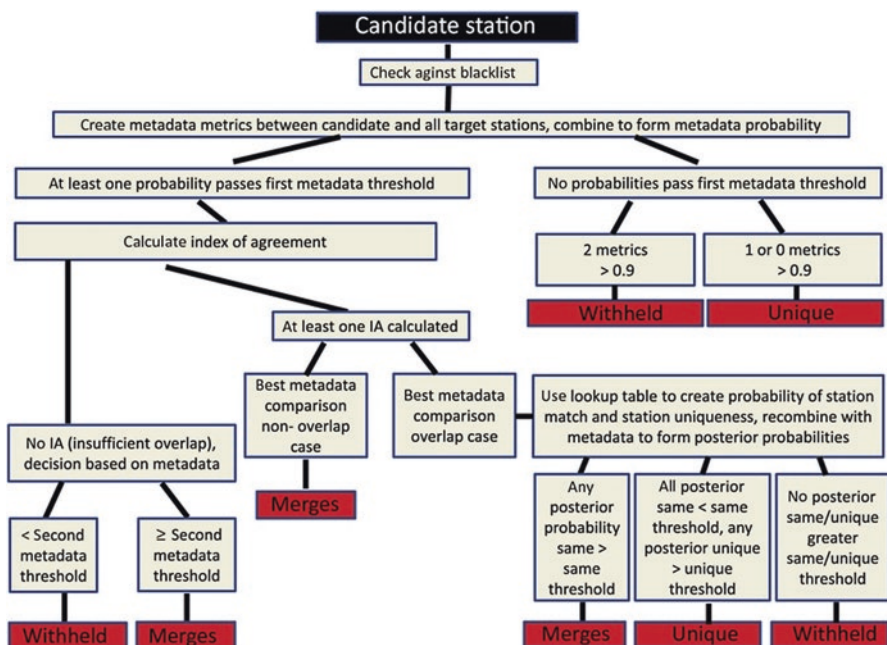 Candidate station
Check aginst blacklist
Create metadata metrics between candidate and all target stations, combine to form metadata probability
At least one probability passes first metadata threshold
No probabilities pass first metadata threshold
Calculate index of agreement
2 metrics
> 0.9
1 or 0 metrics
> 0.9
Withheld
Unique
At least one IA calculated
Best metadata
comparison
non- overlap
case
Best metadata
comparison
overlap case
Use lookup table to create probability of station
match and station uniqueness, recombine with
metadata to form posterior probabilities
No IA (insufficient overlap),
decision based on metadata
Merges
Any
posterior
probability
same >
same
threshold
All posterior
same < same
threshold, any
posterior unique
> unique
threshold
No posterior
same/unique
greater
same/unique
threshold
< Second
metadata
threshold
≥ Second
metadata
threshold
Withheld
Merges
Merges
Unique
Withheld